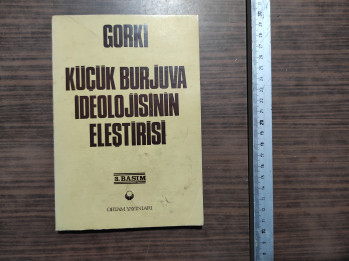 GORKİ
KÜÇÜK BURJUVA
İDEOLOJİSİNİN
ELEŞTİRİSİ
3. BASIM